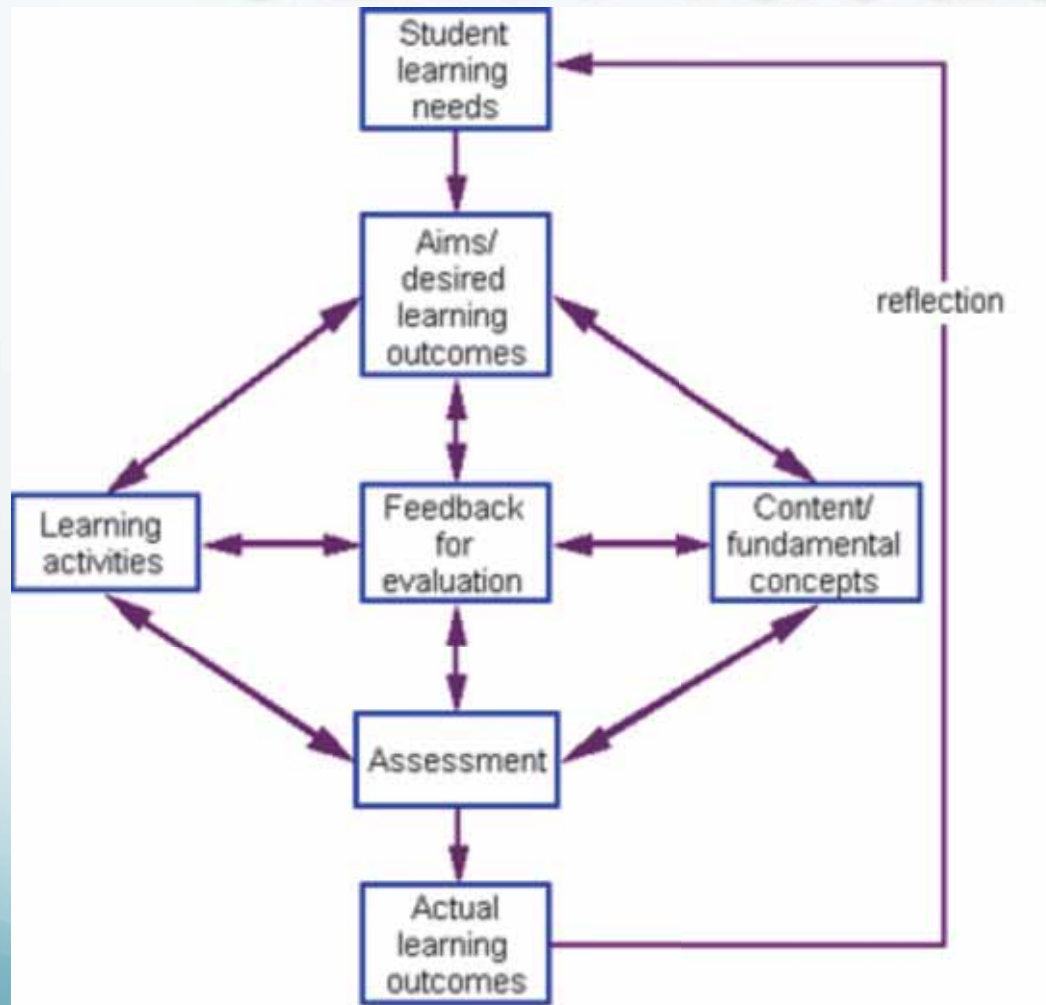 Student
learning
needs
Aims/
desired
learning
outcomes
reflection
Learning
activities
Feedback
for
evaluation
Content/
fundamental
concepts
Assessment
Actual
learning
outcomes